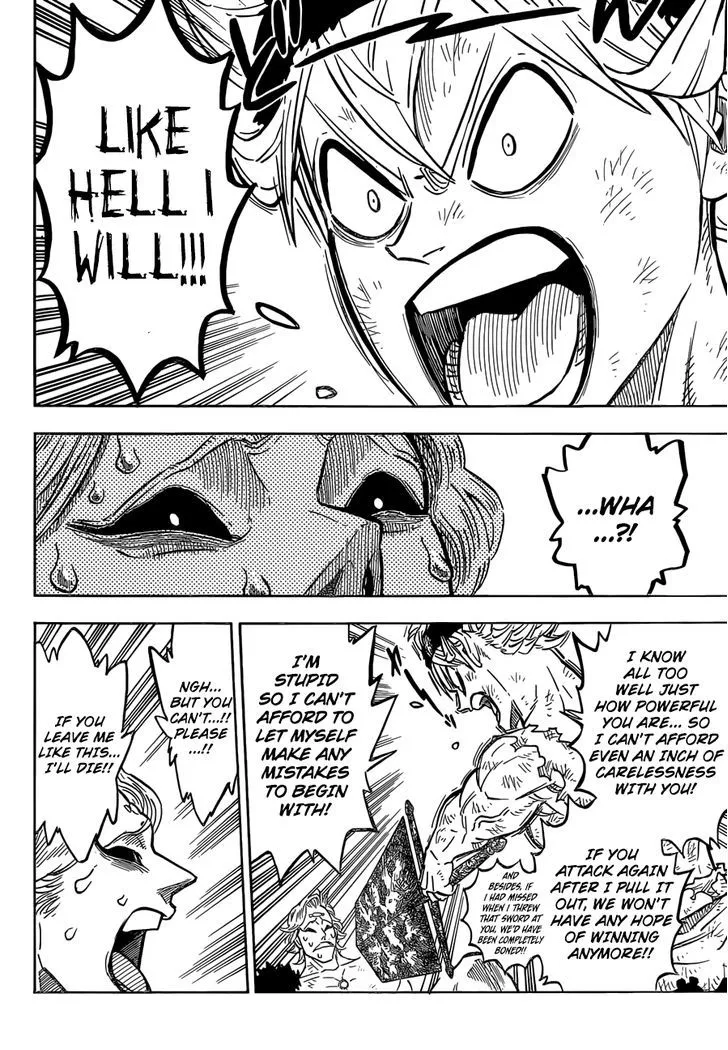 LIKE
HELL I
WILL!!!
...WHA
...?!
I KNOW
ALL TOO
WELL JUST
HOW POWERFUL
YOU ARE... SO
I CAN'T AFFORD
EVEN AN INCH OF
CARELESSNESS
WITH YOU!
IF YOU
ATTACK AGAIN
AFTER I PULL IT
OUT, WE WON'T
HAVE ANY HOPE
OF WINNING
ANYMORE!!
I'M
STUPID
SO I CAN'T
AFFORD TO
LET MYSELF
MAKE ANY
MISTAKES TO
BEGIN
WITH!
AND
BESIDES, IF
I HAD MISSED
WHEN I THREW
THAT SWORD AT
YOU, WE'D HAVE
BEEN COMPLETELY
BONED!!
NGH...
BUT YOU
CAN'T...!!
PLEASE
...!!
IF YOU
LEAVE ME
LIKE THIS...
I'LL DIE!!